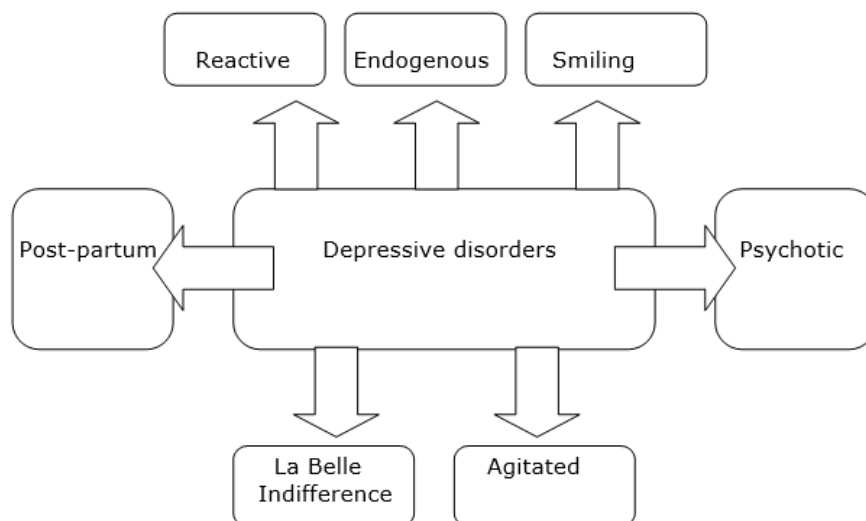 Reactive
Endogenous
Smiling
Post-partum
Depressive disorders
Psychotic
La Belle
Indifference
Agitated